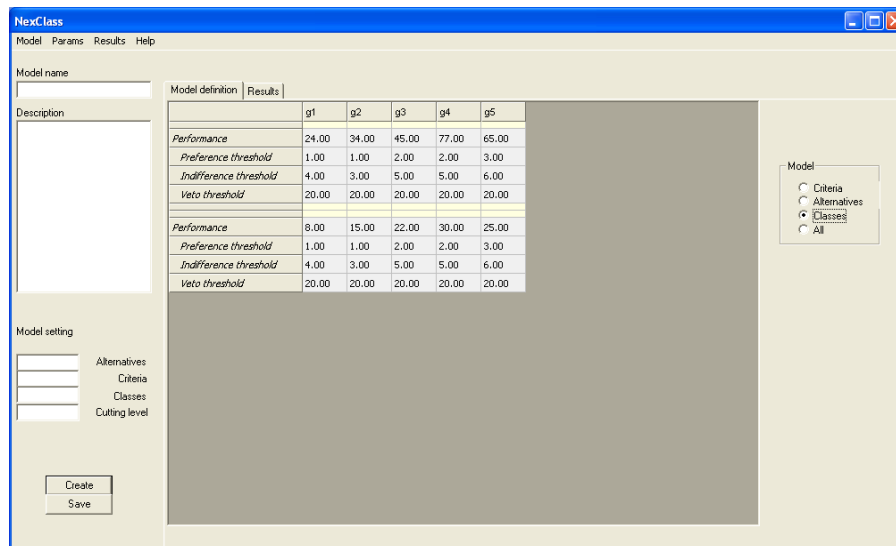 NexClass
Model Params Results Help
Model name
Model definition Results
Description
g1 g2 g3 g4 g5
Performance 24.00 34.00 45.00 77.00 65.00
Preference threshold 1.00 1.00 2.00 2.00 3.00
Indifference threshold 4.00 3.00 5.00 5.00 6.00
Veto threshold 20.00 20.00 20.00 20.00 20.00
Performance 8.00 15.00 22.00 30.00 25.00
Preference threshold 1.00 1.00 2.00 2.00 3.00
Indifference threshold 4.00 3.00 5.00 5.00 6.00
Veto threshold 20.00 20.00 20.00 20.00 20.00
Model
Criteria
Alternatives
Classes
All
Model setting
Alternatives
Criteria
Classes
Cutting level
Create
Save